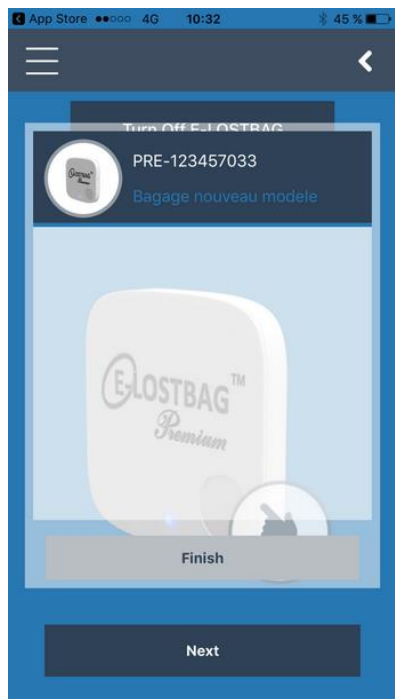 App Store 4G 10:32 45 %
Turn Off E-LOSTBAG
PRE-123457033
Bagage nouveau modele
E-LOSTBAG™
Premium
Finish
Next